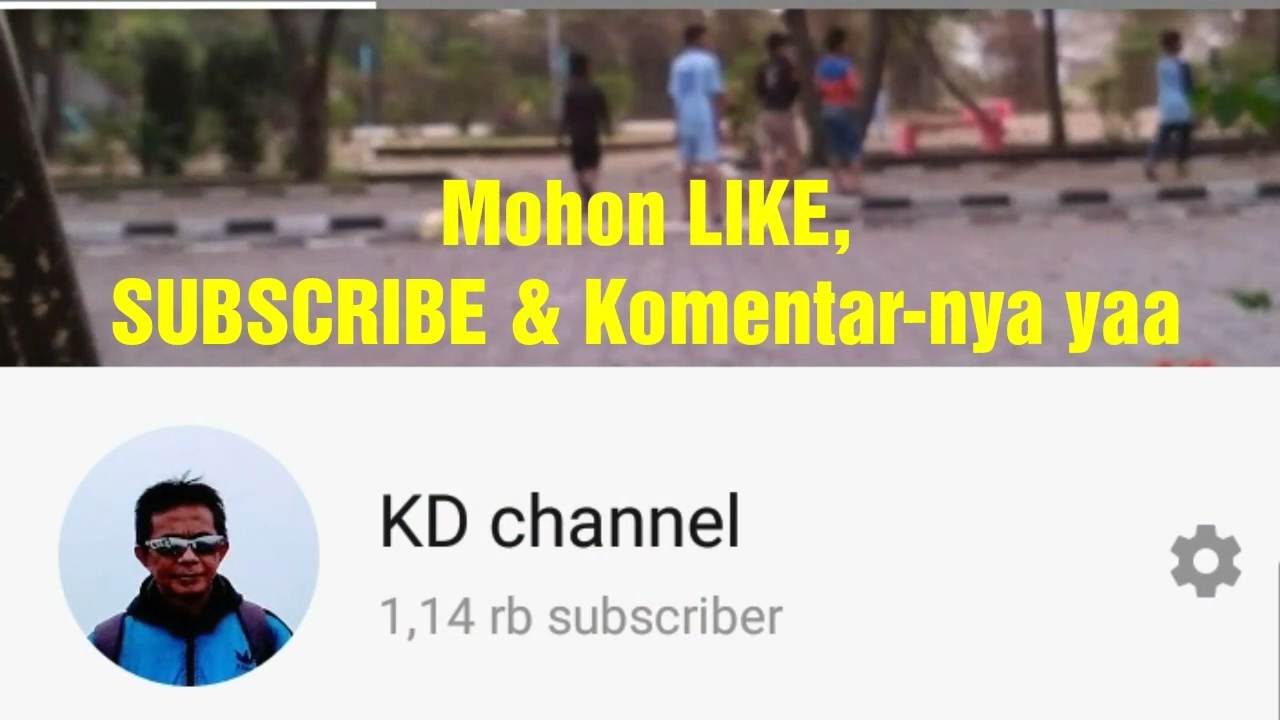 Mohon LIKE,
SUBSCRIBE & Komentar-nya yaa
KD channel
1,14 rb subscriber